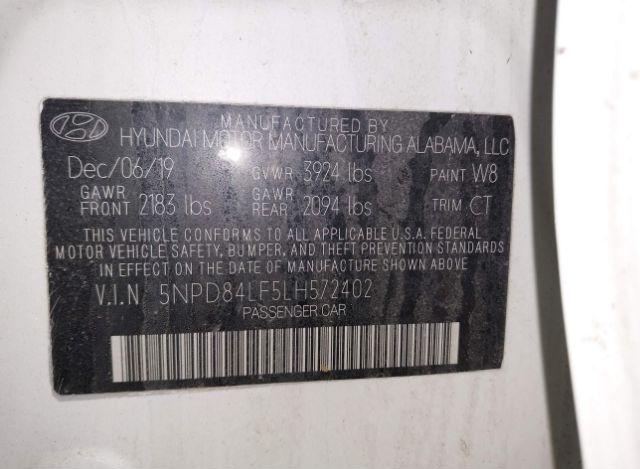 MANUFACTURED BY
HYUNDAI MOTOR MANUFACTURING ALABAMA, LLC
Dec/06/19 GVWR 3924 lbs PAINT W8
GAWR FRONT 2183 lbs GAWR REAR 2094 lbs TRIM CT
THIS VEHICLE CONFORMS TO ALL APPLICABLE U.S.A. FEDERAL
MOTOR VEHICLE SAFETY, BUMPER, AND THEFT PREVENTION STANDARDS
IN EFFECT ON THE DATE OF MANUFACTURE SHOWN ABOVE
V.I.N 5NPD84LF5LH572402
PASSENGER CAR